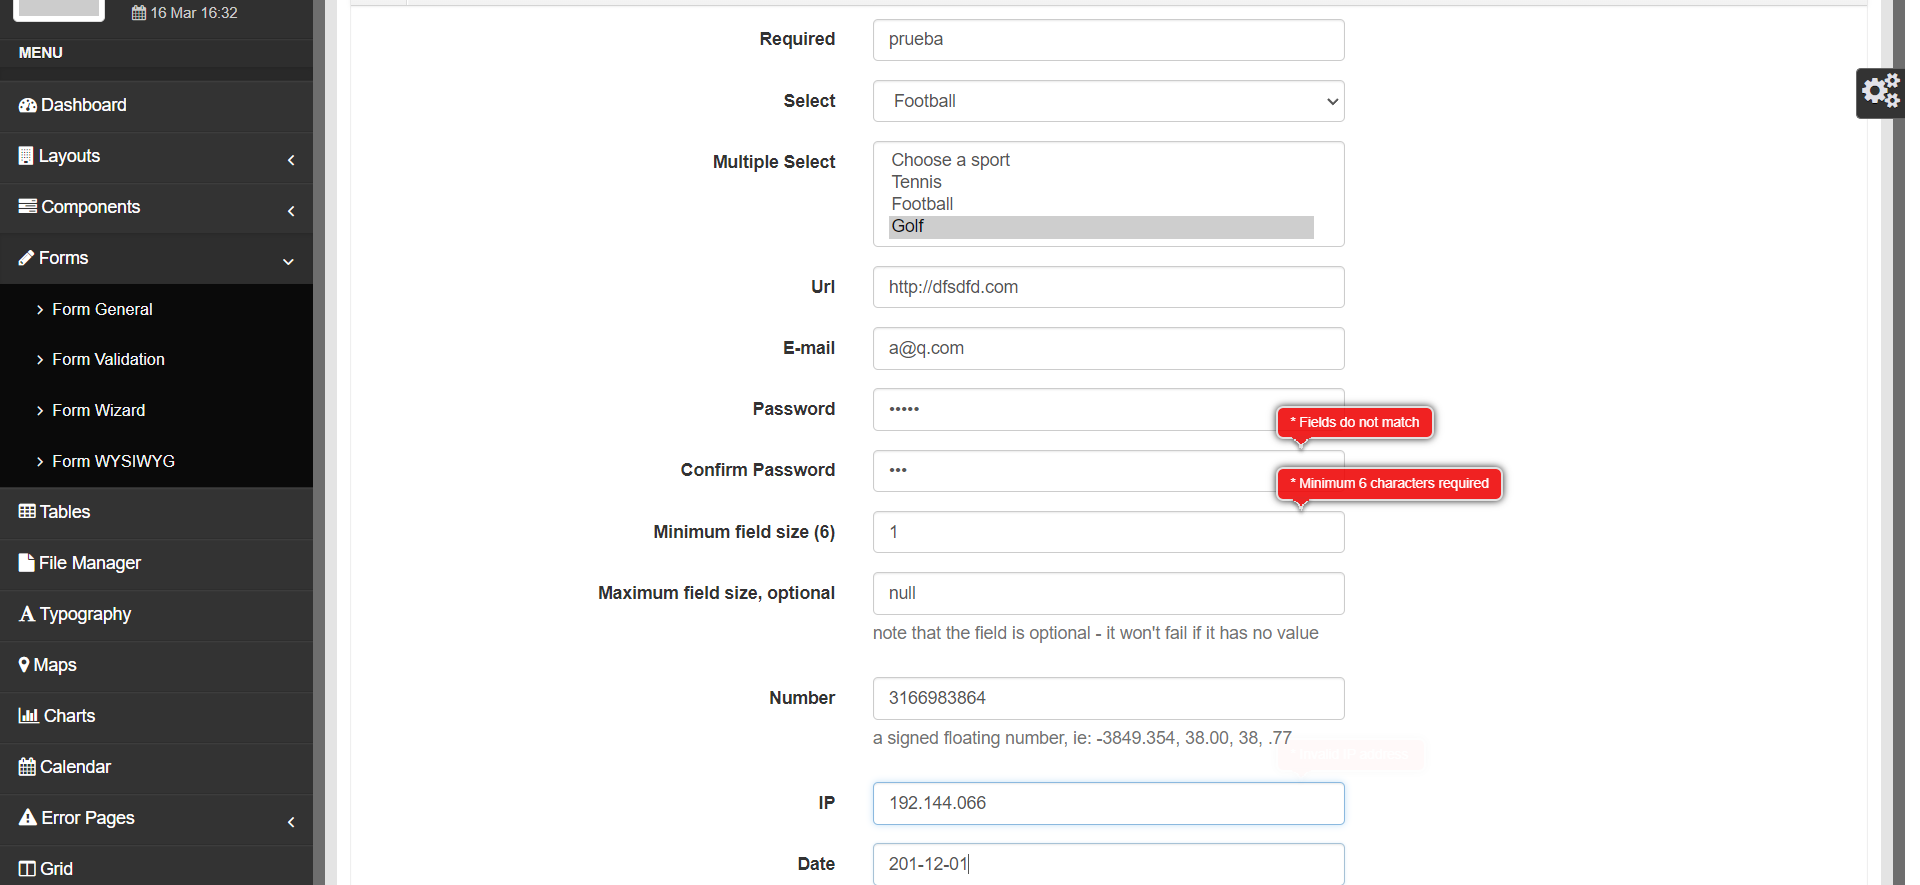 16 Mar 16:32
MENU
Dashboard
Layouts
Components
Forms
Form General
Form Validation
Form Wizard
Form WYSIWYG
Tables
File Manager
Typography
Maps
Charts
Calendar
Error Pages
Grid
Required
prueba
Select
Football
Multiple Select
Choose a sport
Tennis
Football
Golf
Url
http://dfsdfd.com
E-mail
a@q.com
Password
•••••
* Fields do not match
Confirm Password
•••
* Minimum 6 characters required
Minimum field size (6)
1
Maximum field size, optional
null
note that the field is optional - it won't fail if it has no value
Number
3166983864
a signed floating number, ie: -3849.354, 38.00, 38, .77
IP
192.144.066
Date
201-12-01